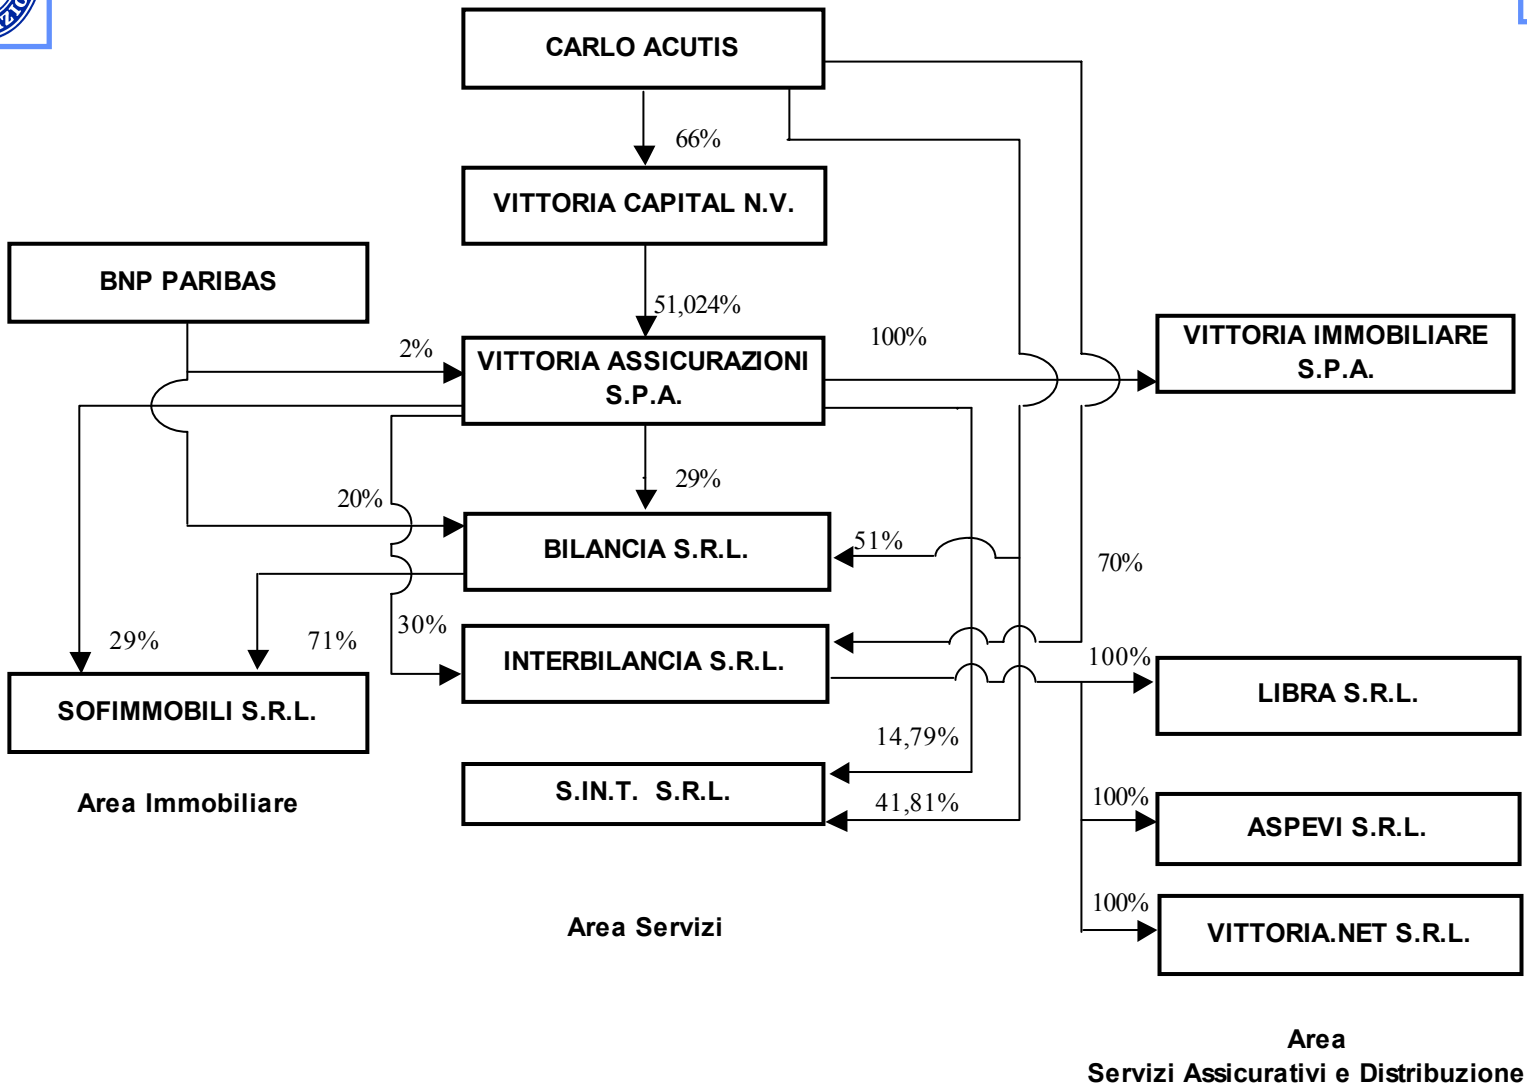 CARLO ACUTIS
66%
VITTORIA CAPITAL N.V.
BNP PARIBAS
51,024%
2%
VITTORIA ASSICURAZIONI
S.P.A.
100%
VITTORIA IMMOBILIARE
S.P.A.
29%
20%
BILANCIA S.R.L.
51%
70%
29%
71%
30%
INTERBILANCIA S.R.L.
100%
SOFIMMOBILI S.R.L.
LIBRA S.R.L.
14,79%
S.IN.T. S.R.L.
41,81%
Area Immobiliare
100%
ASPEVI S.R.L.
Area Servizi
100%
VITTORIA.NET S.R.L.
Area
Servizi Assicurativi e Distribuzione